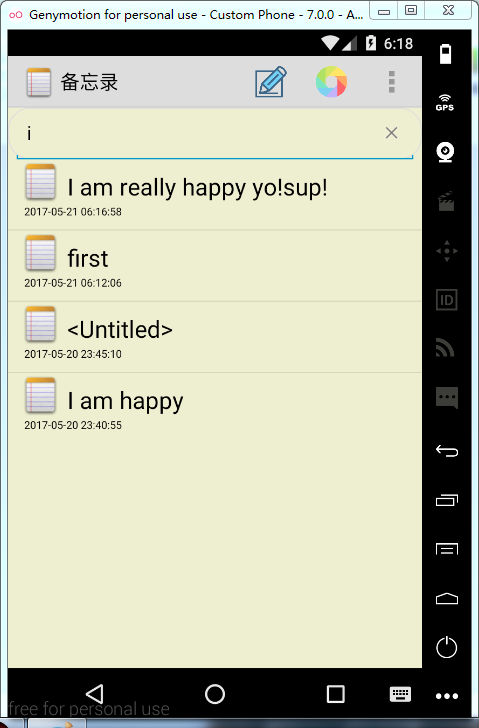 Genymotion for personal use - Custom Phone - 7.0.0 - A...
6:18
备忘录
GPS
i
I am really happy yo!sup!
2017-05-21 06:16:58
first
2017-05-21 06:12:06
ID
<Untitled>
2017-05-20 23:45:10
I am happy
2017-05-20 23:40:55
free for personal use